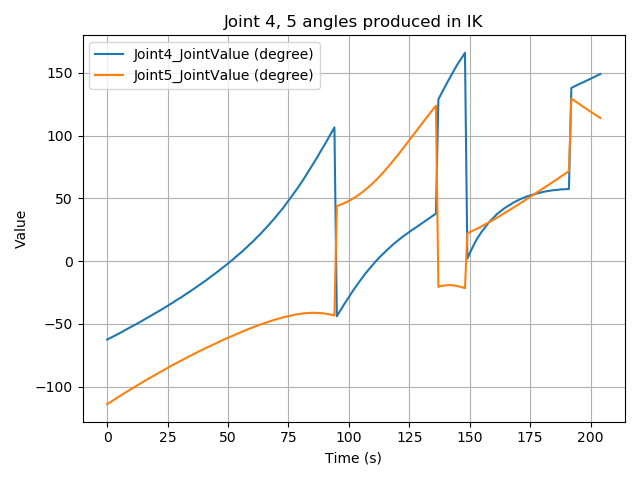 Joint 4, 5 angles produced in IK
Joint4_JointValue (degree)
Joint5_JointValue (degree)
Value
150
100
50
0
−50
−100
0 25 50 75 100 125 150 175 200
Time (s)